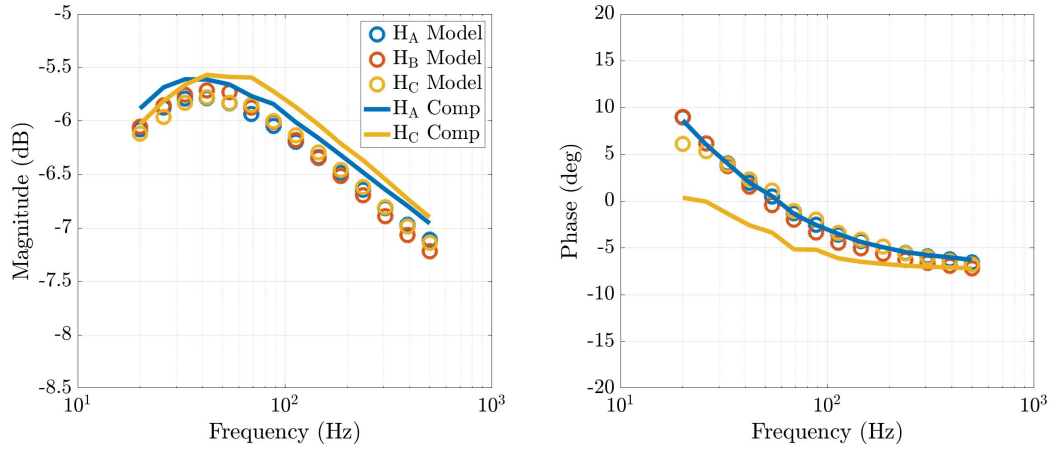 -5
-5.5
-6
-6.5
-7
-7.5
-8
-8.5
10^1
10^2
10^3
Magnitude (dB)
Frequency (Hz)
H_A Model
H_B Model
H_C Model
H_A Comp
H_C Comp
20
15
10
5
0
-5
-10
-15
-20
10^1
10^2
10^3
Phase (deg)
Frequency (Hz)